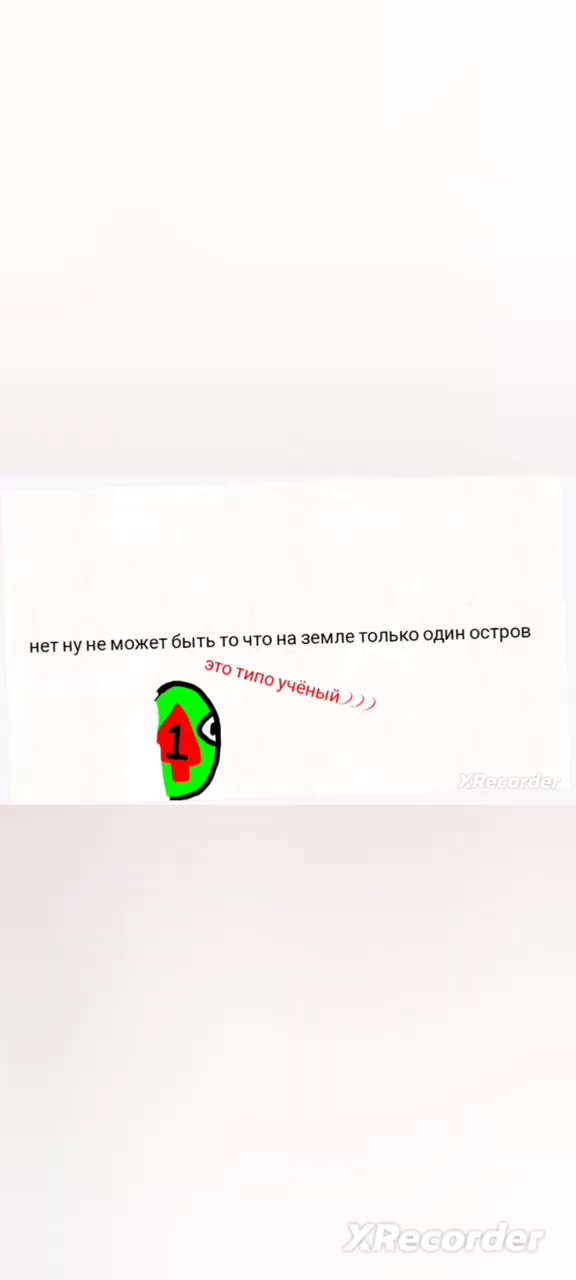 нет ну не может быть то что на земле только один остров
это типо учёный)))
1
XRecorder
XRecorder